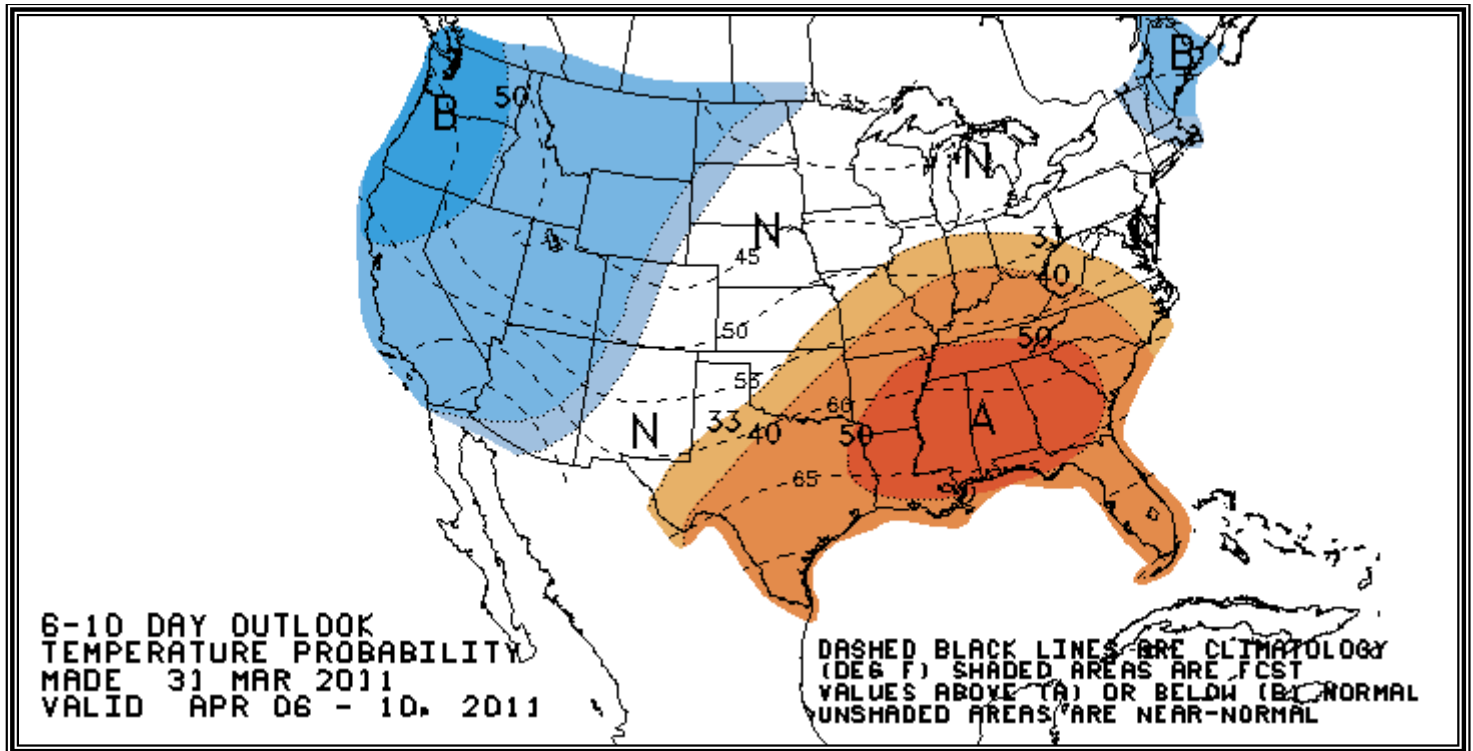 B
50
B
N
N
33
45
40
50
50
55
60
33
40
50
A
N
65
6-10 DAY OUTLOOK
TEMPERATURE PROBABILITY
MADE 31 MAR 2011
VALID APR 06 - 10, 2011
DASHED BLACK LINES ARE CLIMATOLOGY
(DEG F) SHADED AREAS ARE FCST
VALUES ABOVE (A) OR BELOW (B) NORMAL
UNSHADED AREAS ARE NEAR-NORMAL